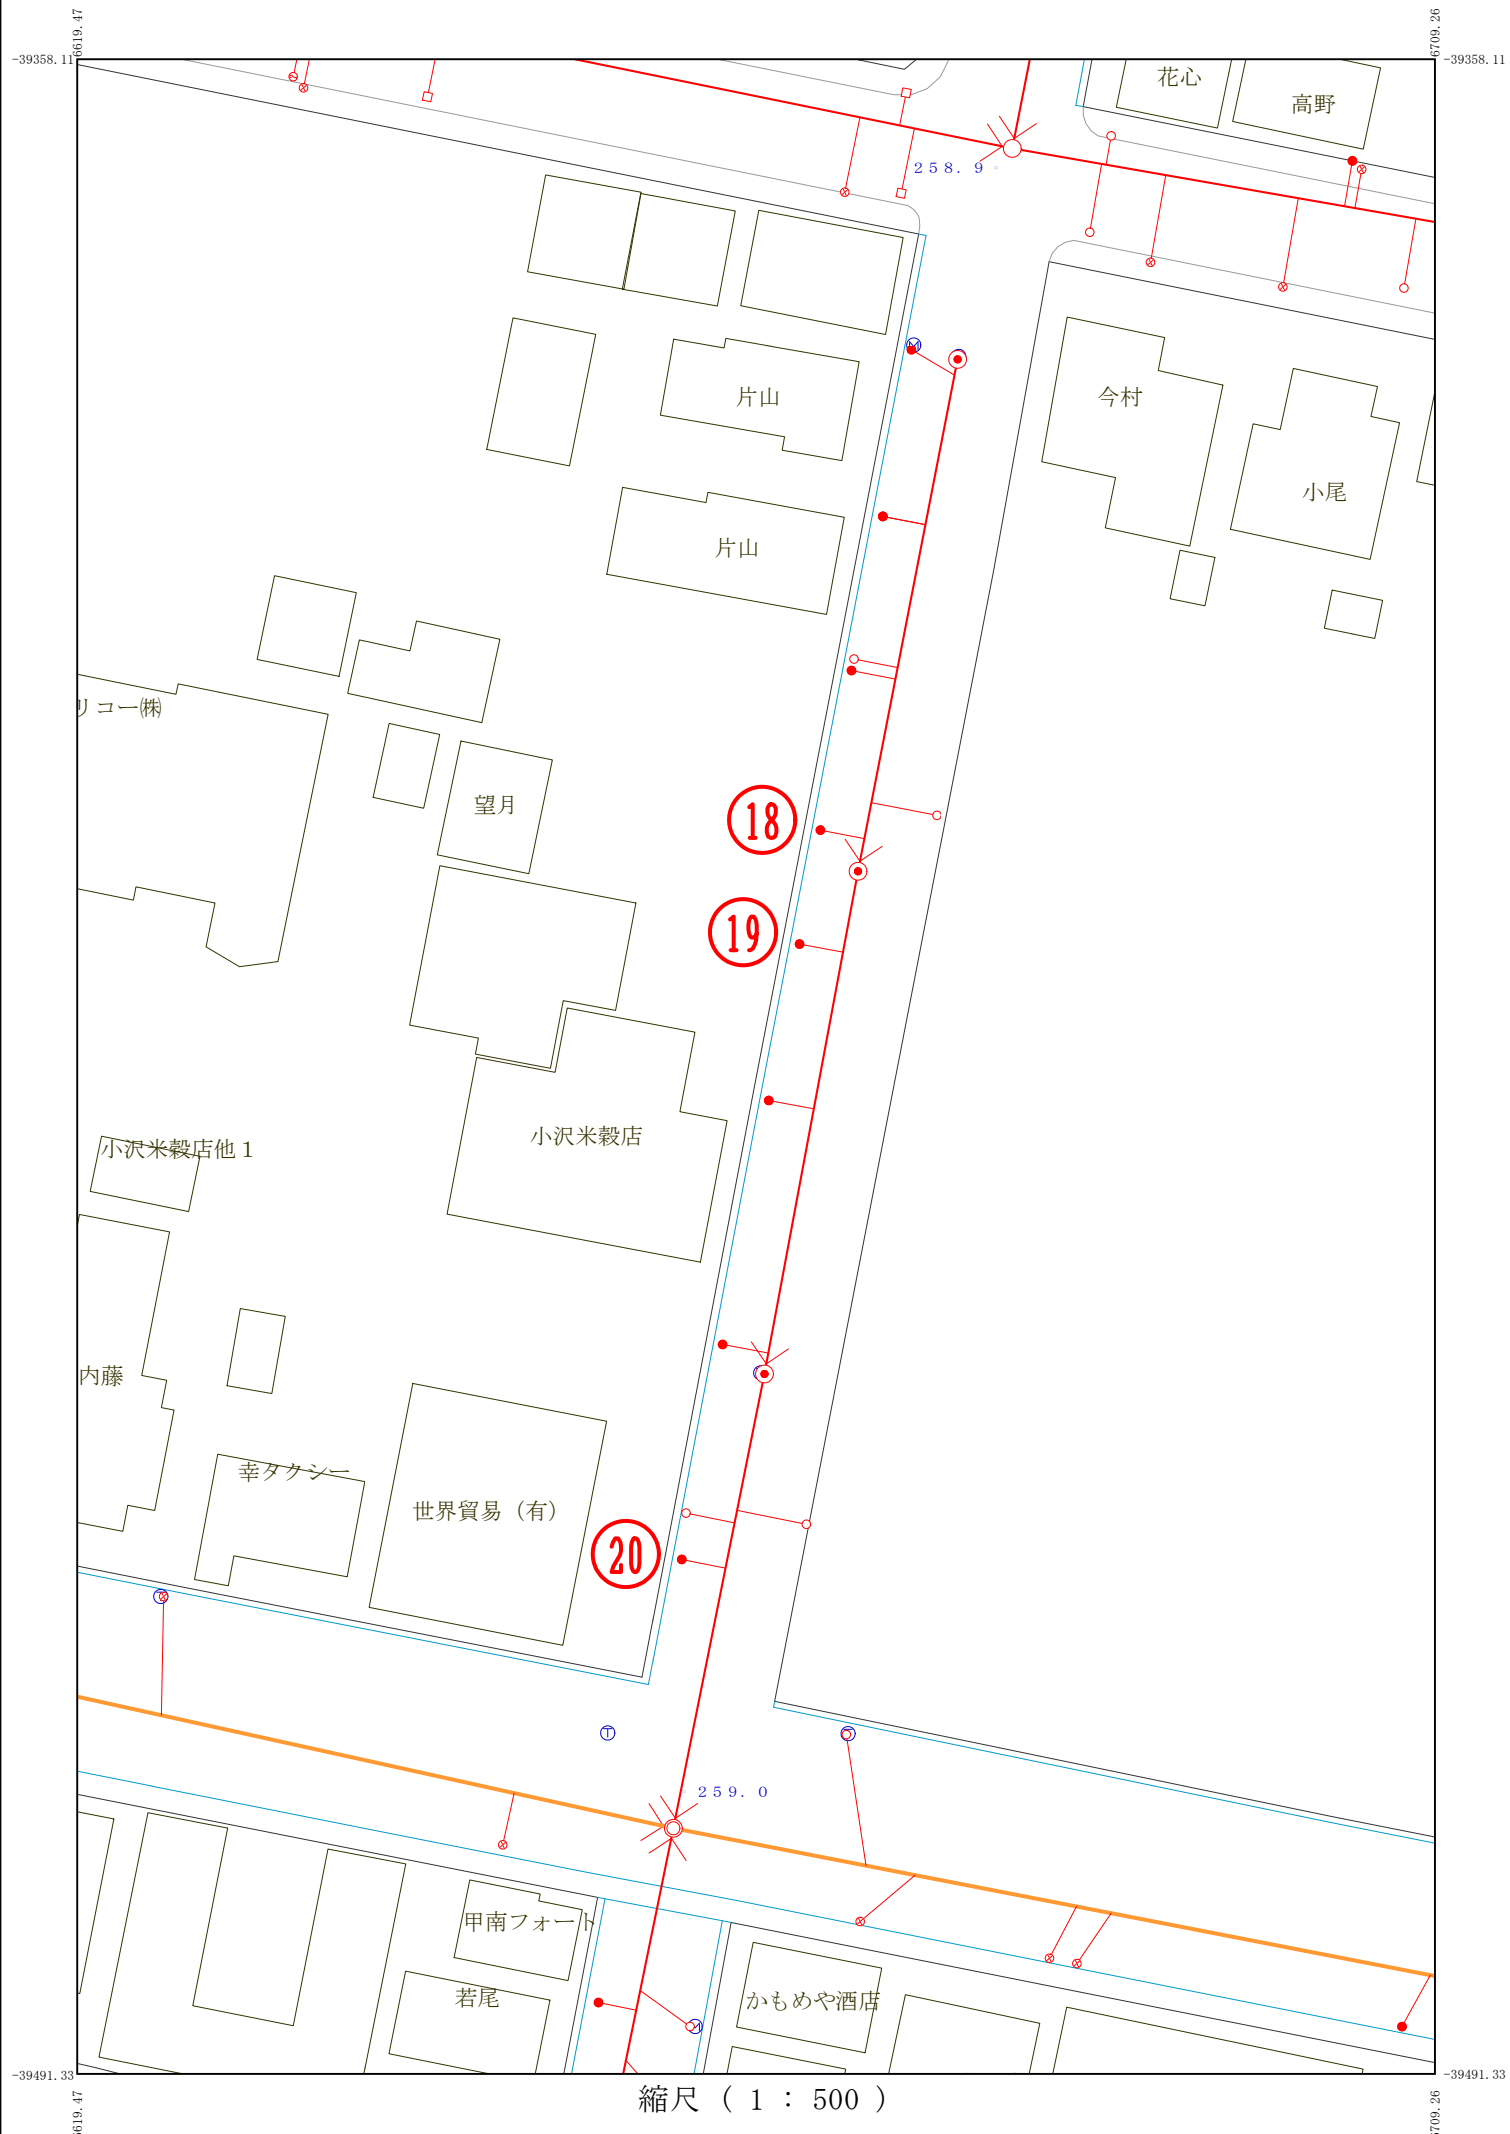 6619.47
6709.26
-39358.11
-39358.11
花心
高野
258.9
片山
今村
小尾
片山
リコー㈱
望月
18
19
小沢米穀店
小沢米穀店他１
内藤
幸タクシー
世界貿易（有）
20
259.0
甲南フォート
若尾
かもめや酒店
-39491.33
-39491.33
縮尺 （ 1 ： 500 ）
6619.47
6709.26